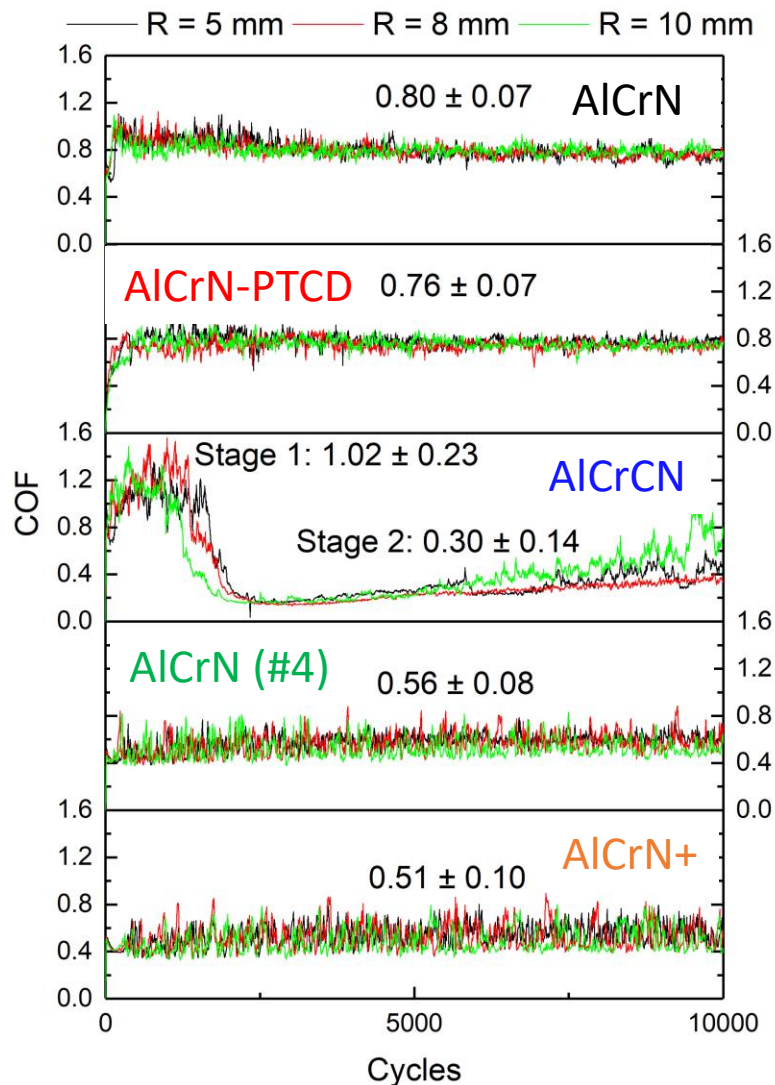 R = 5 mm R = 8 mm R = 10 mm
1.6
1.2
0.8
0.4
0.0
0.80 ± 0.07 AlCrN
1.6
1.2
0.8
0.4
0.0
AlCrN-PTCD 0.76 ± 0.07
1.6
1.2
0.8
0.4
0.0
Stage 1: 1.02 ± 0.23
AlCrCN
Stage 2: 0.30 ± 0.14
COF
1.6
1.2
0.8
0.4
0.0
AlCrN (#4)
0.56 ± 0.08
1.6
1.2
0.8
0.4
0.0
AlCrN+
0.51 ± 0.10
0 5000 10000
Cycles